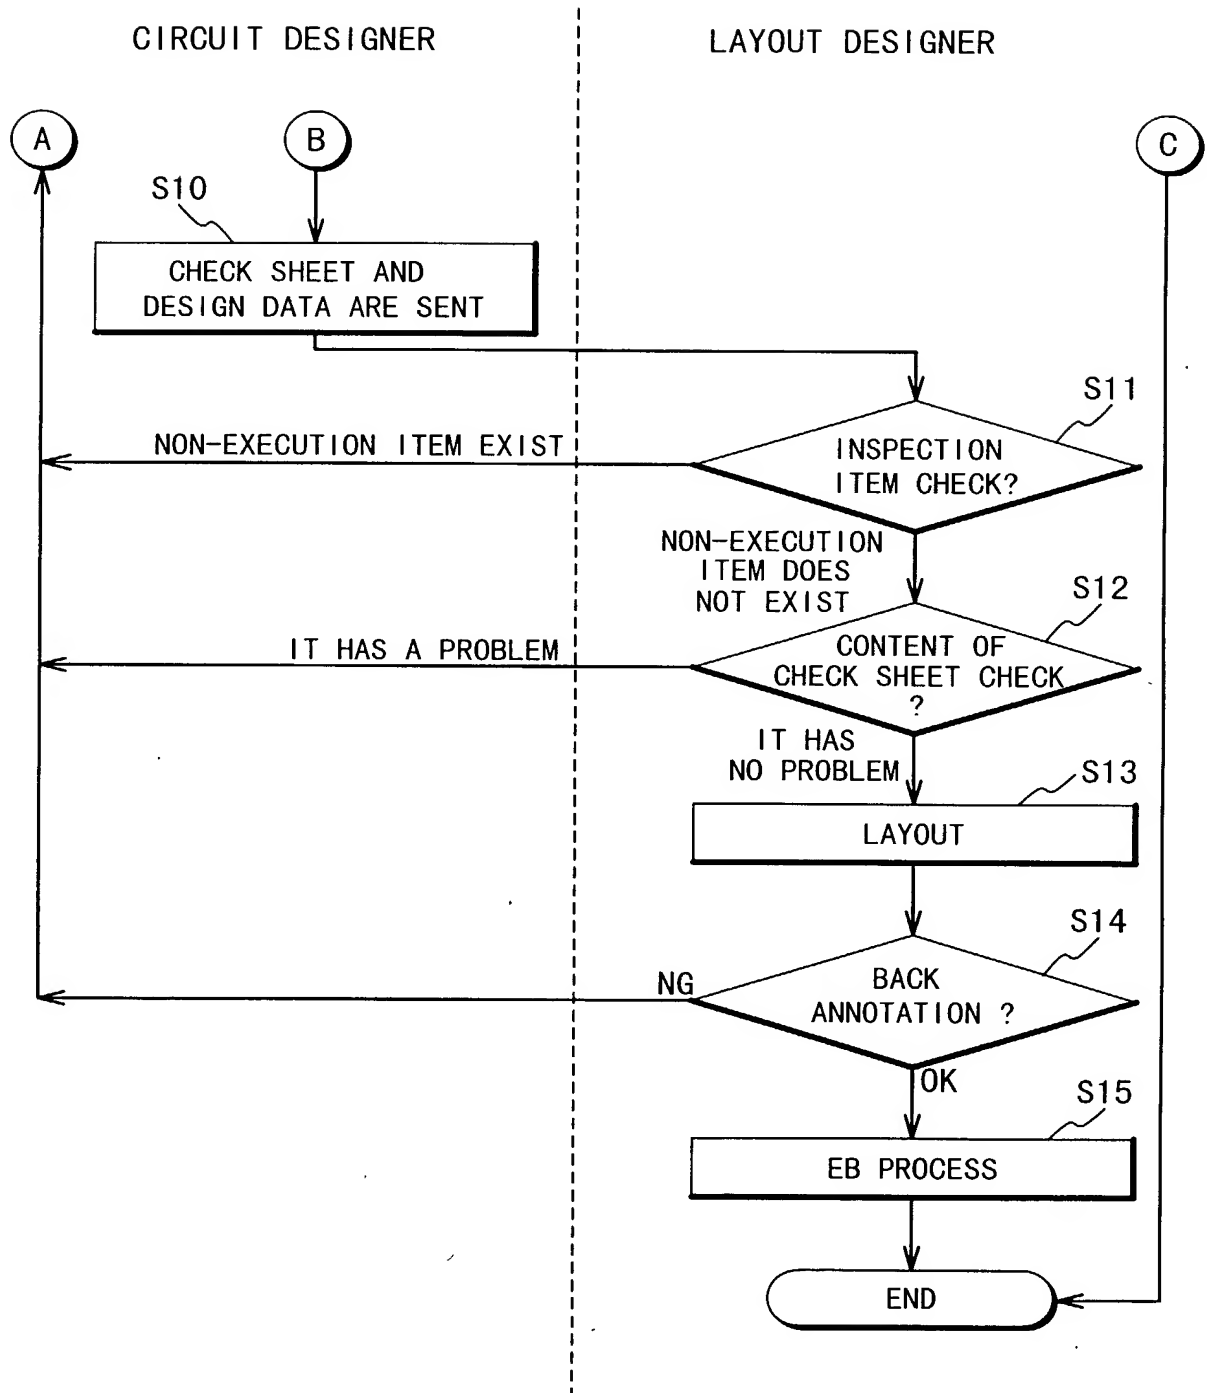 CIRCUIT DESIGNER
LAYOUT DESIGNER
A
B
C
S10
CHECK SHEET AND
DESIGN DATA ARE SENT
S11
INSPECTION
ITEM CHECK?
NON-EXECUTION ITEM EXIST
NON-EXECUTION
ITEM DOES
NOT EXIST
S12
CONTENT OF
CHECK SHEET CHECK
?
IT HAS A PROBLEM
IT HAS
NO PROBLEM
S13
LAYOUT
S14
BACK
ANNOTATION ?
NG
OK
S15
EB PROCESS
END